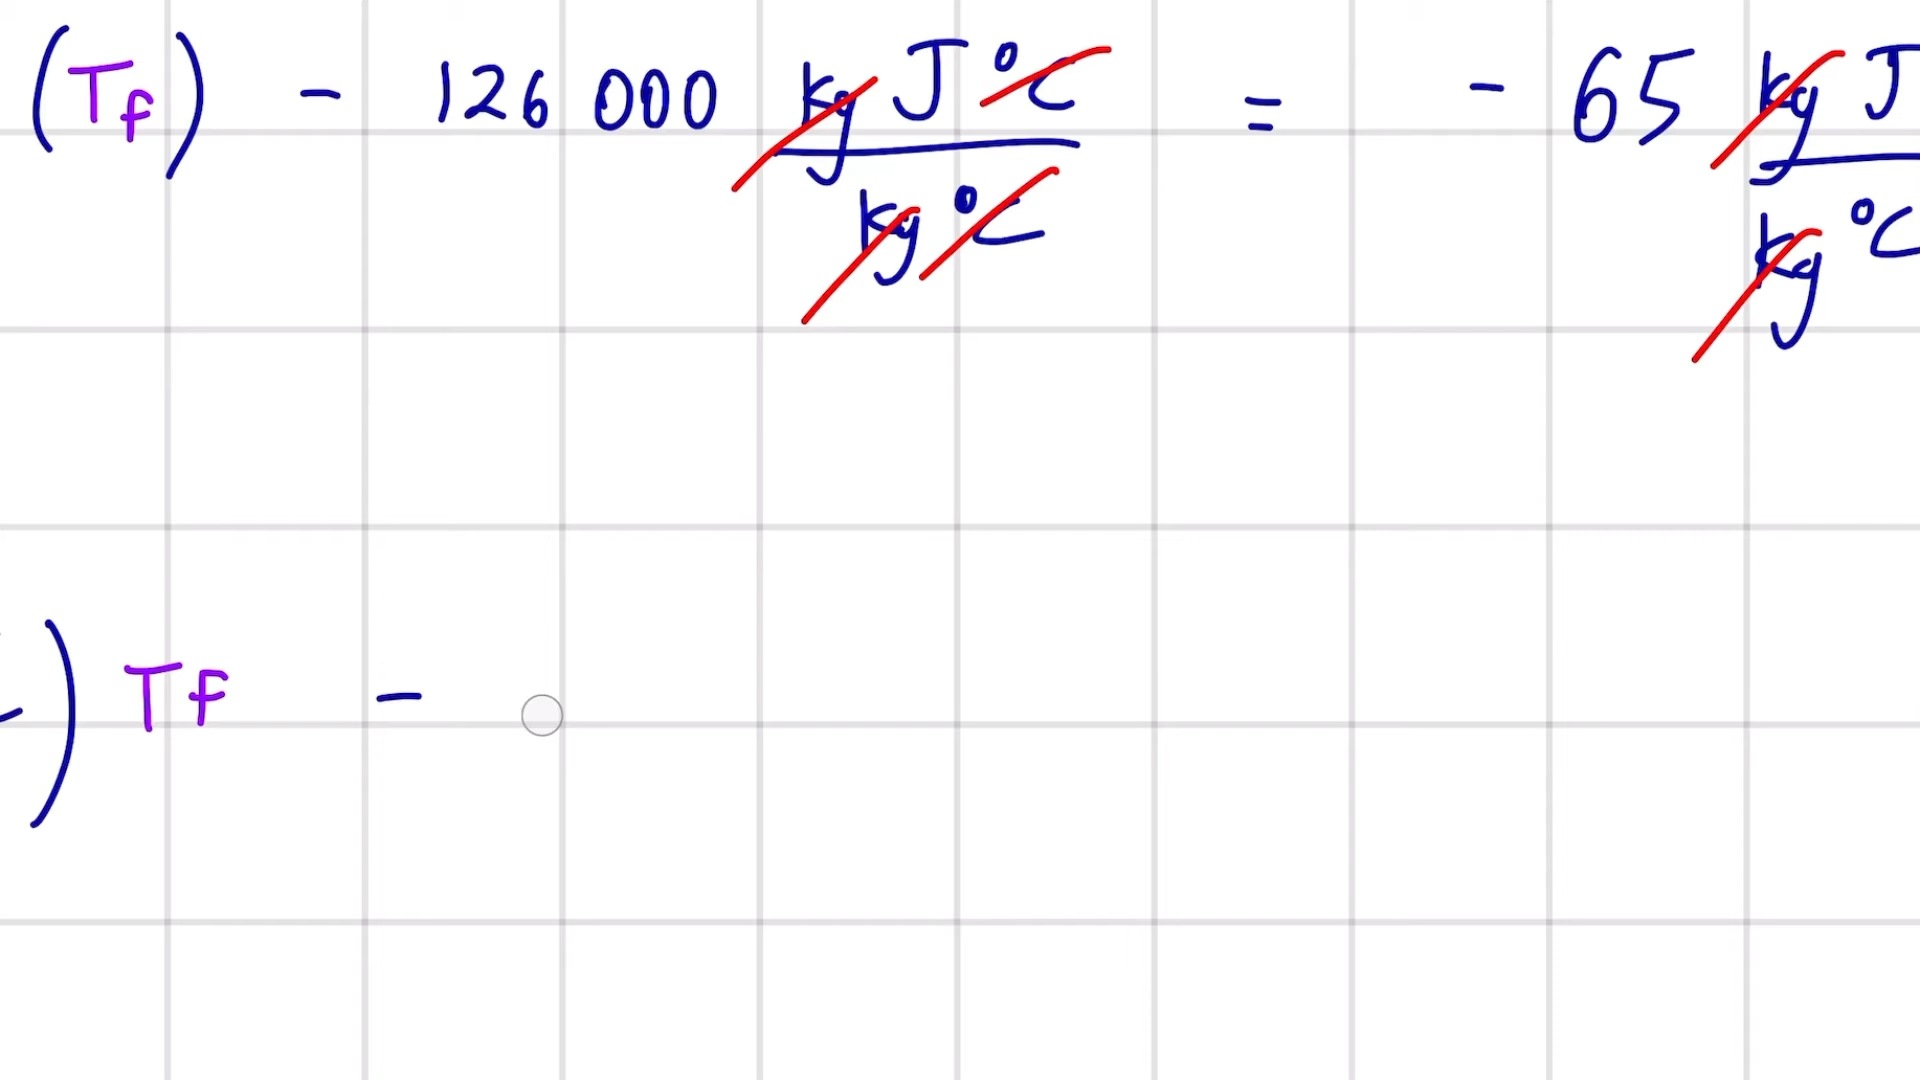 (Tf) - 126 000 kg J °C = - 65 kg J
kg °C kg °C
) Tf -